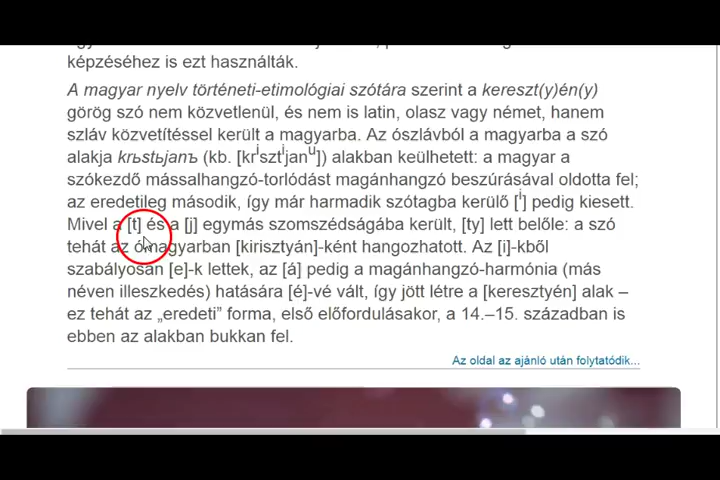 képzéséhez is ezt használták.
A magyar nyelv történeti-etimológiai szótára szerint a kereszt(y)én(y)
görög szó nem közvetlenül, és nem is latin, olasz vagy német, hanem
szláv közvetítéssel került a magyarba. Az ószlávból a magyarba a szó
alakja krьstьjanъ (kb. [krⁱsztⁱjanᵘ]) alakban keülhetett: a magyar a
szókezdő mássalhangzó-torlódást magánhangzó beszúrásával oldotta fel;
az eredetileg második, így már harmadik szótagba kerülő [ⁱ] pedig kiesett.
Mivel a [t] és a [j] egymás szomszédságába került, [ty] lett belőle: a szó
tehát az ómagyarban [kirisztyán]-ként hangozhatott. Az [i]-kből
szabályosan [e]-k lettek, az [á] pedig a magánhangzó-harmónia (más
néven illeszkedés) hatására [é]-vé vált, így jött létre a [keresztyén] alak –
ez tehát az „eredeti” forma, első előfordulásakor, a 14.–15. században is
ebben az alakban bukkan fel.
Az oldal az ajánló után folytatódik...